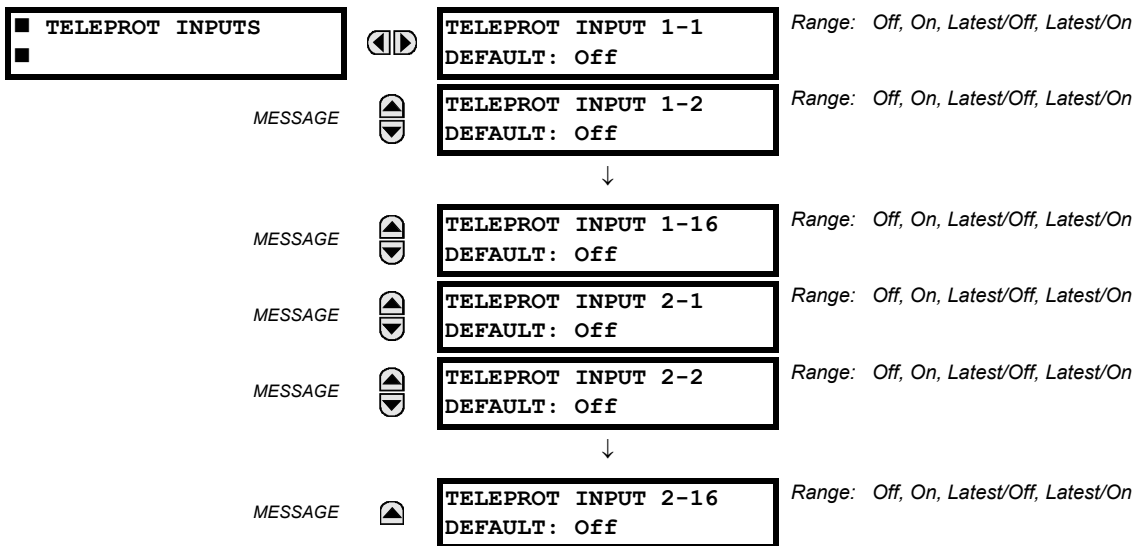 ■ TELEPROT INPUTS
■
TELEPROT INPUT 1-1
DEFAULT: Off
Range: Off, On, Latest/Off, Latest/On
MESSAGE
TELEPROT INPUT 1-2
DEFAULT: Off
Range: Off, On, Latest/Off, Latest/On
↓
MESSAGE
TELEPROT INPUT 1-16
DEFAULT: Off
Range: Off, On, Latest/Off, Latest/On
MESSAGE
TELEPROT INPUT 2-1
DEFAULT: Off
Range: Off, On, Latest/Off, Latest/On
MESSAGE
TELEPROT INPUT 2-2
DEFAULT: Off
Range: Off, On, Latest/Off, Latest/On
↓
MESSAGE
TELEPROT INPUT 2-16
DEFAULT: Off
Range: Off, On, Latest/Off, Latest/On